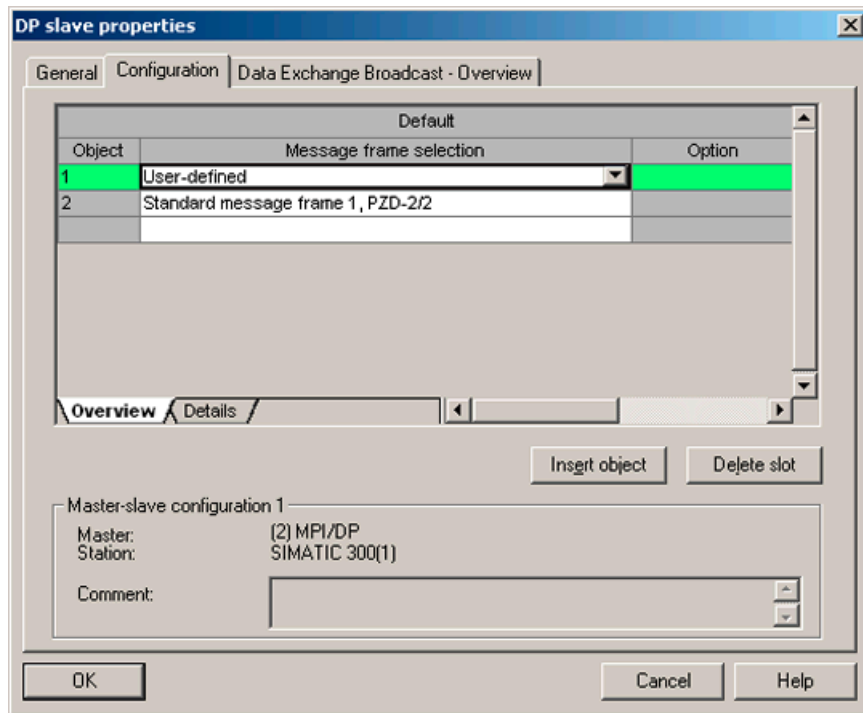 DP slave properties
General Configuration Data Exchange Broadcast - Overview
Default
Object Message frame selection Option
1 User-defined
2 Standard message frame 1, PZD-2/2
Overview Details
Insert object Delete slot
Master-slave configuration 1
Master: (2) MPI/DP
Station: SIMATIC 300(1)
Comment:
OK Cancel Help